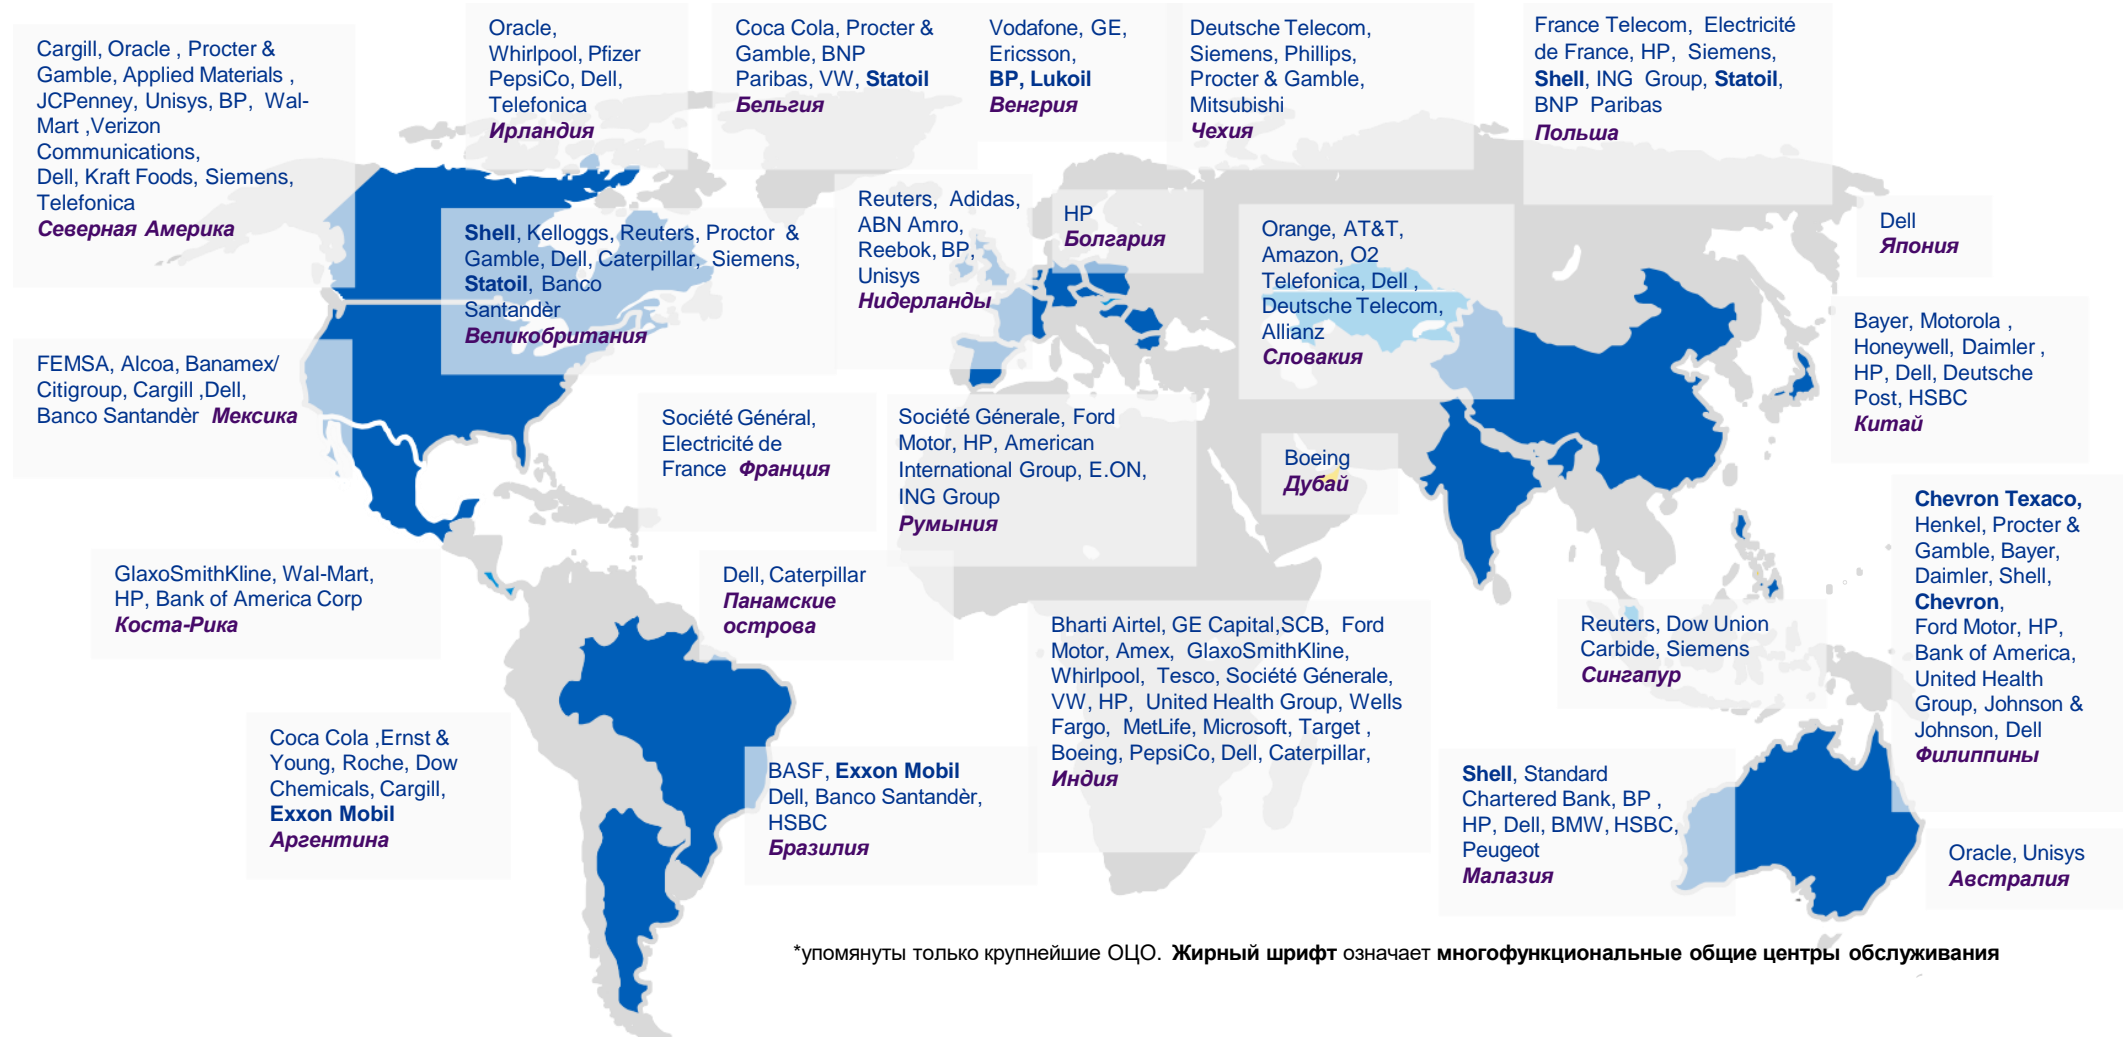 Cargill, Oracle , Procter &
Gamble, Applied Materials ,
JCPenney, Unisys, BP, Wal-
Mart ,Verizon
Communications,
Dell, Kraft Foods, Siemens,
Telefonica
Северная Америка
Oracle,
Whirlpool, Pfizer
PepsiCo, Dell,
Telefonica
Ирландия
Coca Cola, Procter &
Gamble, BNP
Paribas, VW, Statoil
Бельгия
Vodafone, GE,
Ericsson,
BP, Lukoil
Венгрия
Deutsche Telecom,
Siemens, Phillips,
Procter & Gamble,
Mitsubishi
Чехия
France Telecom, Electricité
de France, HP, Siemens,
Shell, ING Group, Statoil,
BNP Paribas
Польша
Shell, Kelloggs, Reuters, Proctor &
Gamble, Dell, Caterpillar, Siemens,
Statoil, Banco
Santandèr
Великобритания
Reuters, Adidas,
ABN Amro,
Reebok, BP,
Unisys
Нидерланды
HP
Болгария
Orange, AT&T,
Amazon, O2
Telefonica, Dell ,
Deutsche Telecom,
Allianz
Словакия
Dell
Япония
FEMSA, Alcoa, Banamex/
Citigroup, Cargill ,Dell,
Banco Santandèr Мексика
Société Général,
Electricité de
France Франция
Société Génerale, Ford
Motor, HP, American
International Group, E.ON,
ING Group
Румыния
Boeing
Дубай
Bayer, Motorola ,
Honeywell, Daimler ,
HP, Dell, Deutsche
Post, HSBC
Китай
GlaxoSmithKline, Wal-Mart,
HP, Bank of America Corp
Коста-Рика
Dell, Caterpillar
Панамские
острова
Bharti Airtel, GE Capital,SCB, Ford
Motor, Amex, GlaxoSmithKline,
Whirlpool, Tesco, Société Génerale,
VW, HP, United Health Group, Wells
Fargo, MetLife, Microsoft, Target ,
Boeing, PepsiCo, Dell, Caterpillar,
Индия
Reuters, Dow Union
Carbide, Siemens
Сингапур
Chevron Texaco,
Henkel, Procter &
Gamble, Bayer,
Daimler, Shell,
Chevron,
Ford Motor, HP,
Bank of America,
United Health
Group, Johnson &
Johnson, Dell
Филиппины
Coca Cola ,Ernst &
Young, Roche, Dow
Chemicals, Cargill,
Exxon Mobil
Аргентина
BASF, Exxon Mobil
Dell, Banco Santandèr,
HSBC
Бразилия
Shell, Standard
Chartered Bank, BP ,
HP, Dell, BMW, HSBC,
Peugeot
Малазия
Oracle, Unisys
Австралия
*упомянуты только крупнейшие ОЦО. Жирный шрифт означает многофункциональные общие центры обслуживания